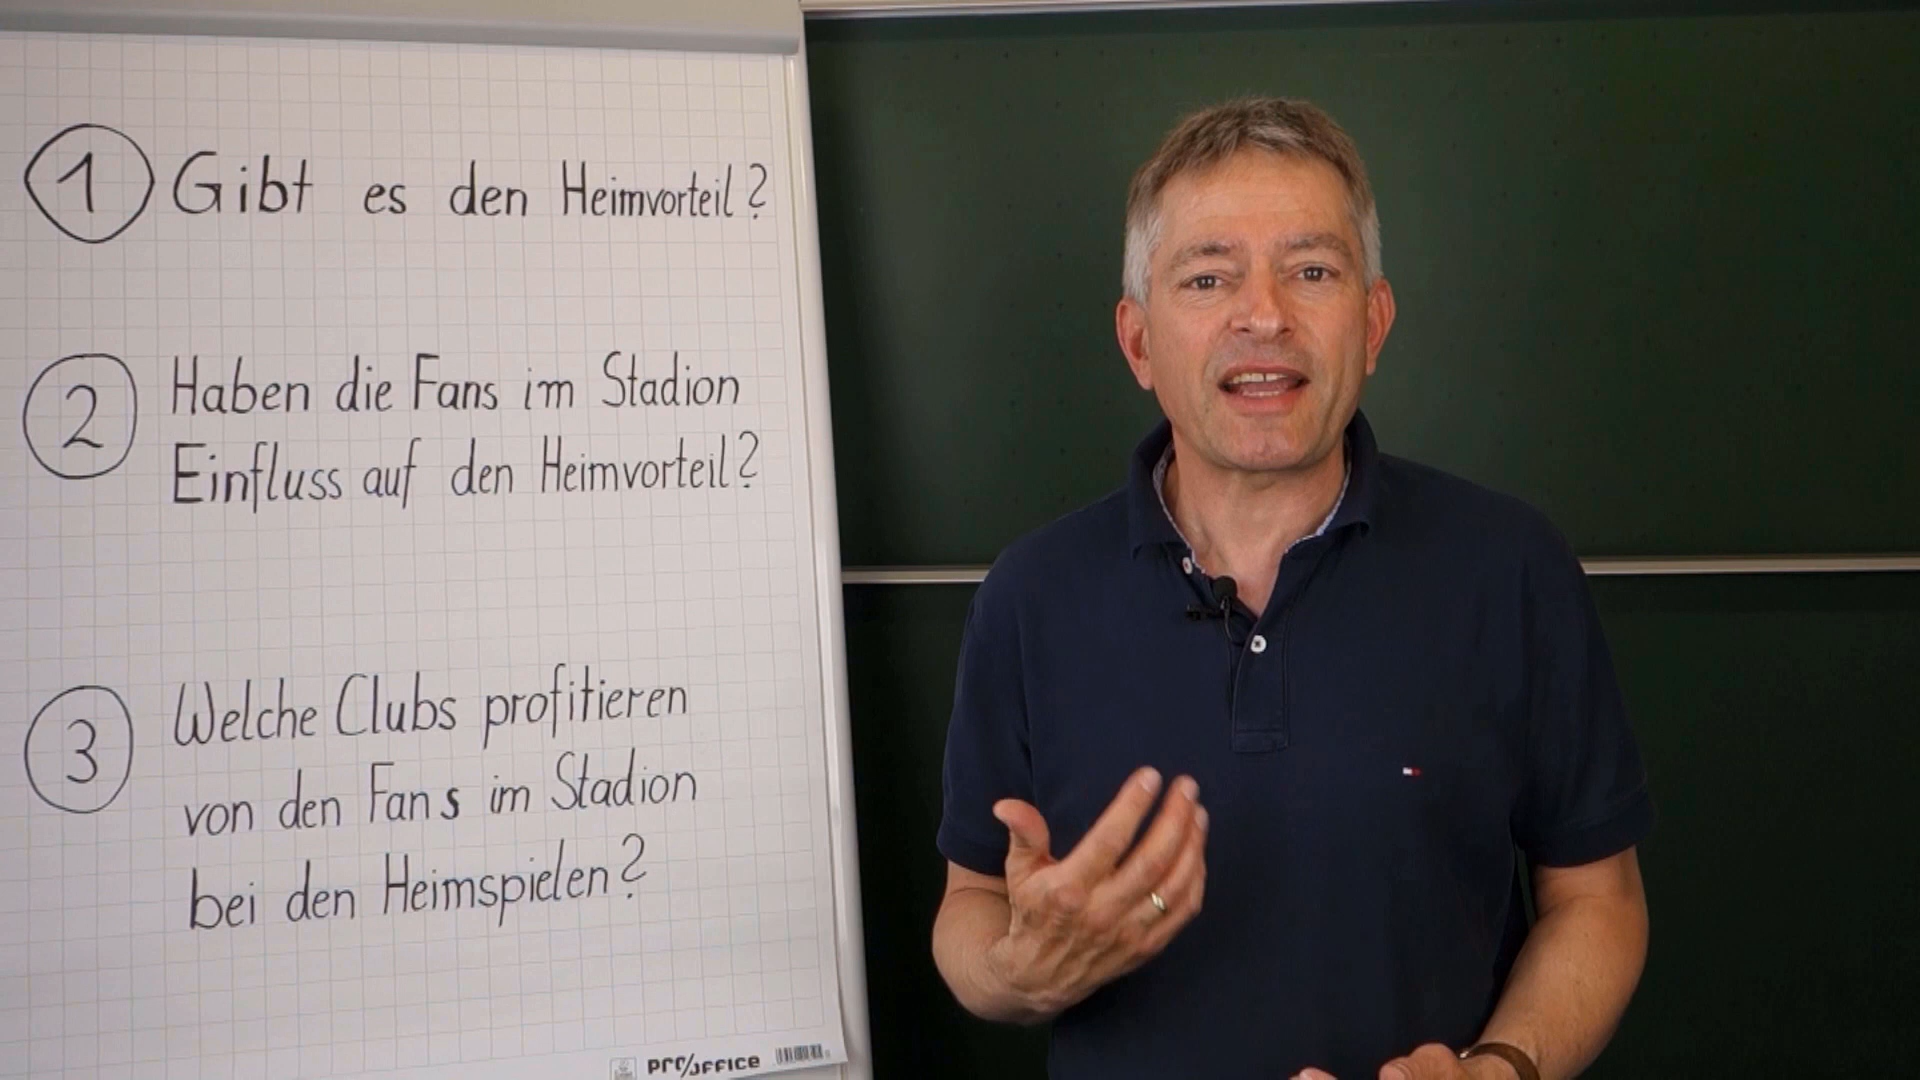 1 Gibt es den Heimvorteil?
2 Haben die Fans im Stadion
Einfluss auf den Heimvorteil?
3 Welche Clubs profitieren
von den Fans im Stadion
bei den Heimspielen?
pro/office